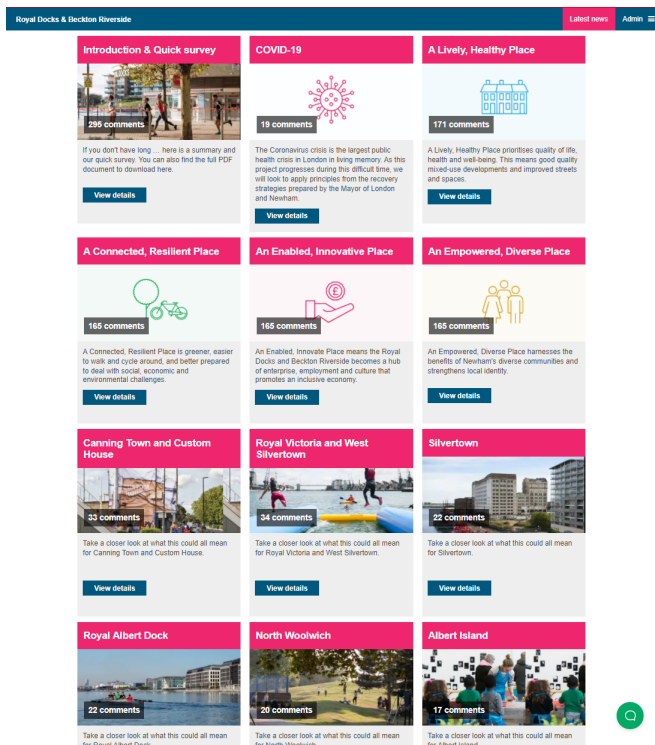 Royal Docks & Beckton Riverside
Latest news
Admin
Introduction & Quick survey
295 comments
If you don't have long ... here is a summary and
our quick survey. You can also find the full PDF
document to download here.
View details
COVID-19
19 comments
The Coronavirus crisis is the largest public
health crisis in London in living memory. As this
project progresses during this difficult time, we
will look to apply principles from the recovery
strategies prepared by the Mayor of London
and Newham.
View details
A Lively, Healthy Place
171 comments
A Lively, Healthy Place prioritises quality of life,
health and well-being. This means good quality
mixed-use developments and improved streets
and spaces.
View details
A Connected, Resilient Place
165 comments
A Connected, Resilient Place is greener, easier
to walk and cycle around, and better prepared
to deal with social, economic and
environmental challenges.
View details
An Enabled, Innovative Place
£
165 comments
An Enabled, Innovate Place means the Royal
Docks and Beckton Riverside becomes a hub
of enterprise, employment and culture that
promotes an inclusive economy.
View details
An Empowered, Diverse Place
165 comments
An Empowered, Diverse Place harnesses the
benefits of Newham's diverse communities and
strengthens local identity.
View details
Canning Town and Custom
House
33 comments
Take a closer look at what this could all mean
for Canning Town and Custom House.
View details
Royal Victoria and West
Silvertown
34 comments
Take a closer look at what this could all mean
for Royal Victoria and West Silvertown.
View details
Silvertown
22 comments
Take a closer look at what this could all mean
for Silvertown.
View details
Royal Albert Dock
22 comments
Take a closer look at what this could all mean
for Royal Albert Dock.
North Woolwich
20 comments
Take a closer look at what this could all mean
for North Woolwich.
Albert Island
17 comments
Take a closer look at what this could all mean
for Albert Island.